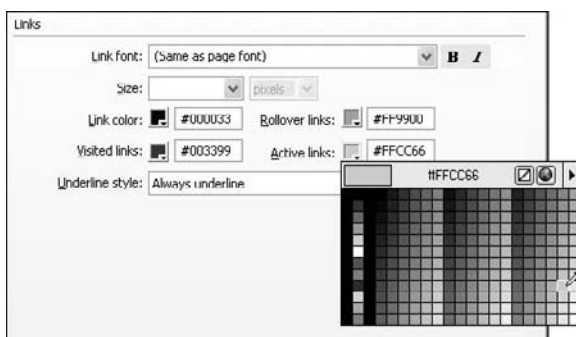 Links
Link font: (Same as page font) B I
Size: pixels
Link color: #000033 Rollover links: #FF9900
Visited links: #003399 Active links: #FFCC66
Underline style: Always underline
#FFCC66